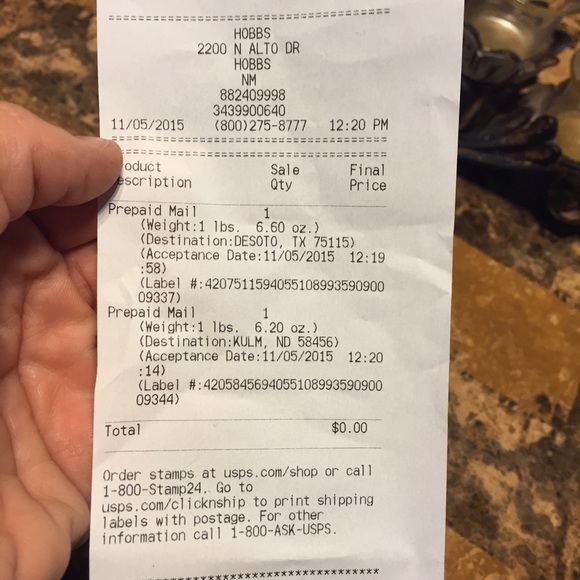 HOBBS
2200 N ALTO DR
HOBBS
NM
882409998
3439900640
11/05/2015 (800)275-8777 12:20 PM
Sale Final
Qty Price
Prepaid Mail 1
(Weight:1 lbs. 6.60 oz.)
(Destination:DESOTO, TX 75115)
(Acceptance Date:11/05/2015 12:19
:58)
(Label #:420751159405510899359090​0
09337)
Prepaid Mail 1
(Weight:1 lbs. 6.20 oz.)
(Destination:KULM, ND 58456)
(Acceptance Date:11/05/2015 12:20
:14)
(Label #:4205845694055108993590900
09344)
Total $0.00
Order stamps at usps.com/shop or call
1-800-Stamp24. Go to
usps.com/clicknship to print shipping
labels with postage. For other
information call 1-800-ASK-USPS.